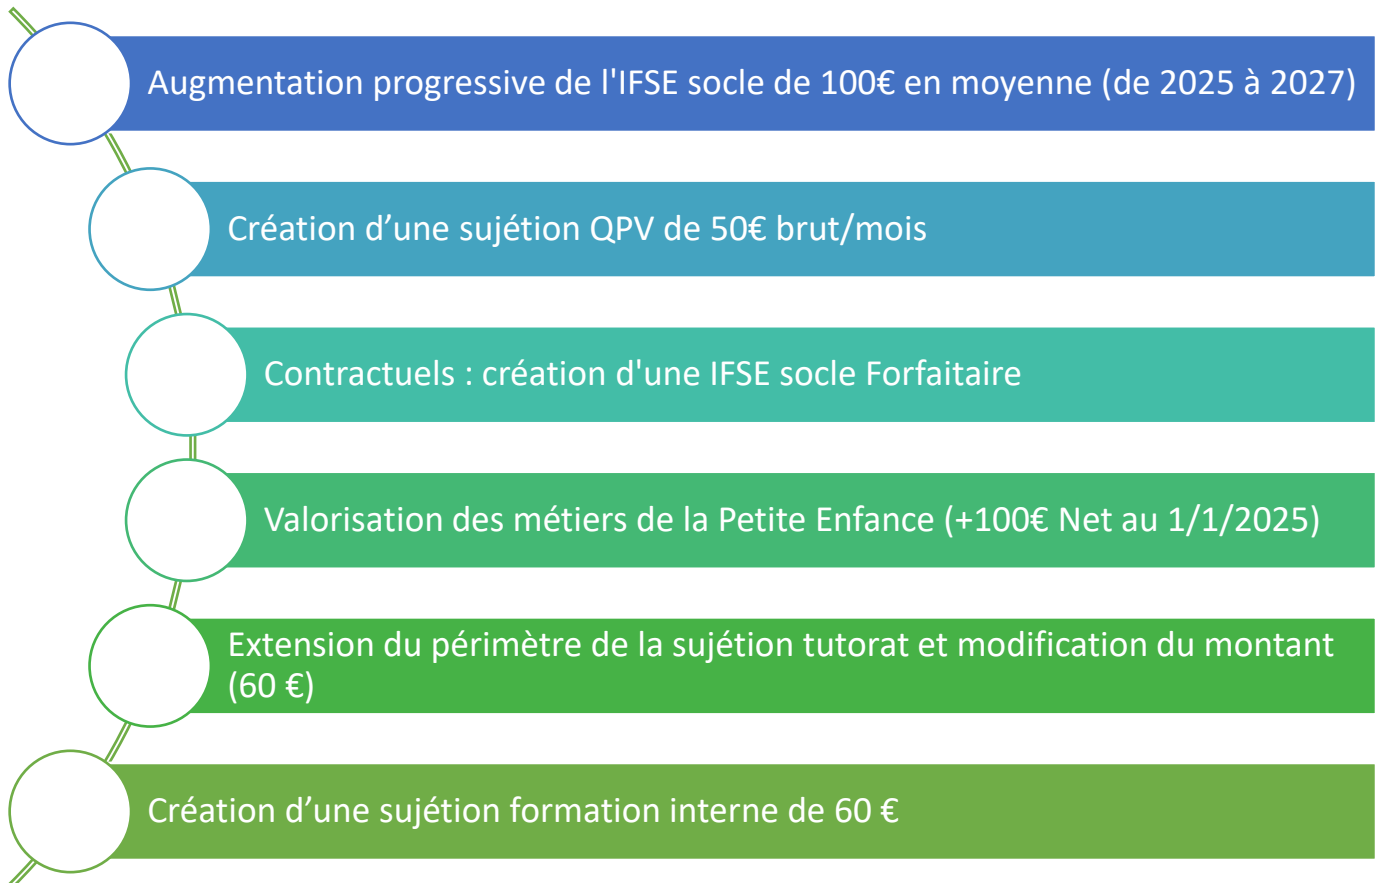 Augmentation progressive de l'IFSE socle de 100€ en moyenne (de 2025 à 2027)
Création d’une sujétion QPV de 50€ brut/mois
Contractuels : création d'une IFSE socle Forfaitaire
Valorisation des métiers de la Petite Enfance (+100€ Net au 1/1/2025)
Extension du périmètre de la sujétion tutorat et modification du montant
(60 €)
Création d’une sujétion formation interne de 60 €